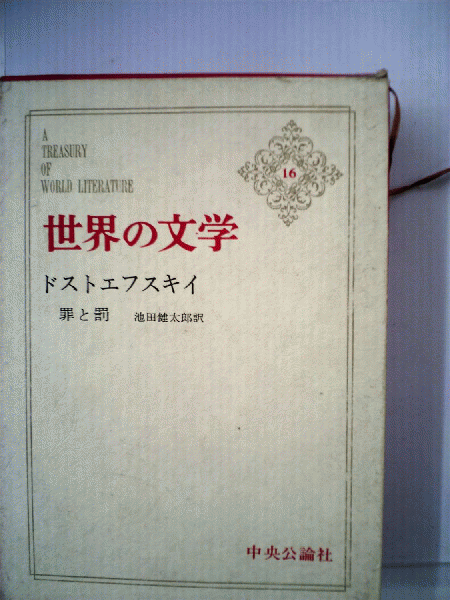 A
TREASURY
OF
WORLD LITERATURE
16
世界の文学
ドストエフスキイ
罪と罰 池田健太郎訳
中央公論社